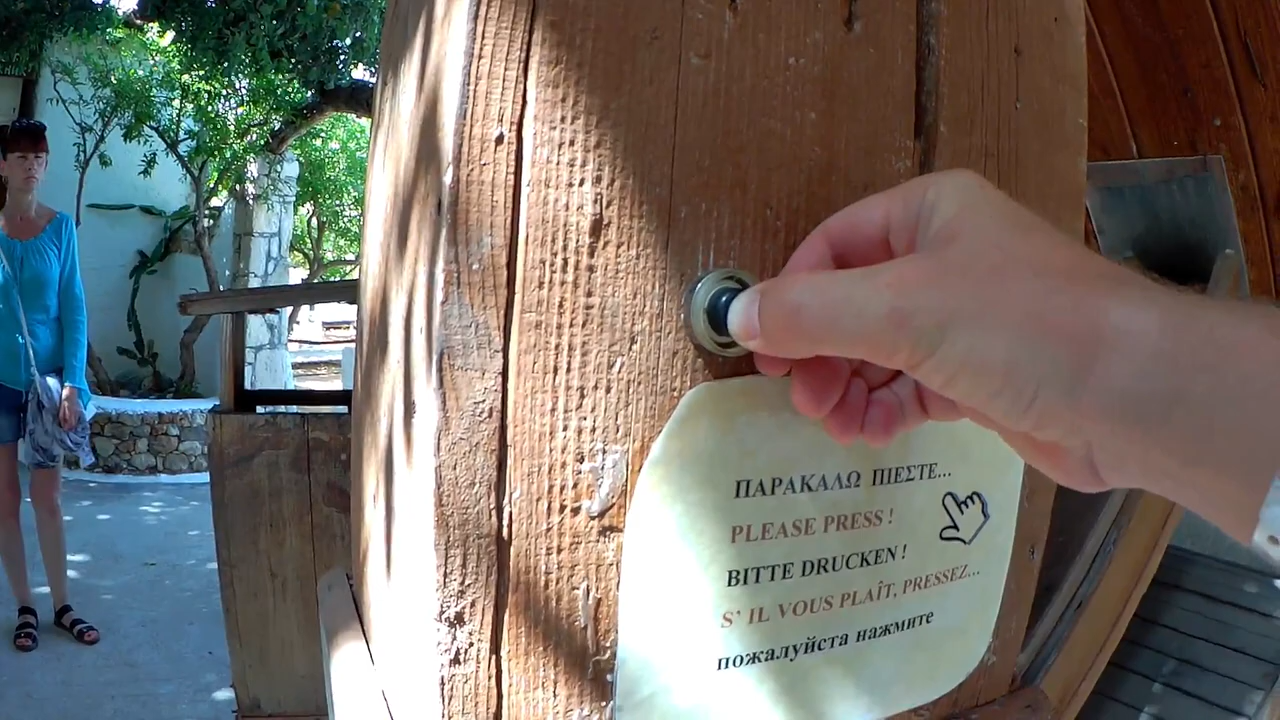 ΠΑΡΑΚΑΛΩ ΠΙΕΣΤΕ...
PLEASE PRESS !
BITTE DRUCKEN !
S' IL VOUS PLAÎT, PRESSEZ...
пожалуйста нажмите